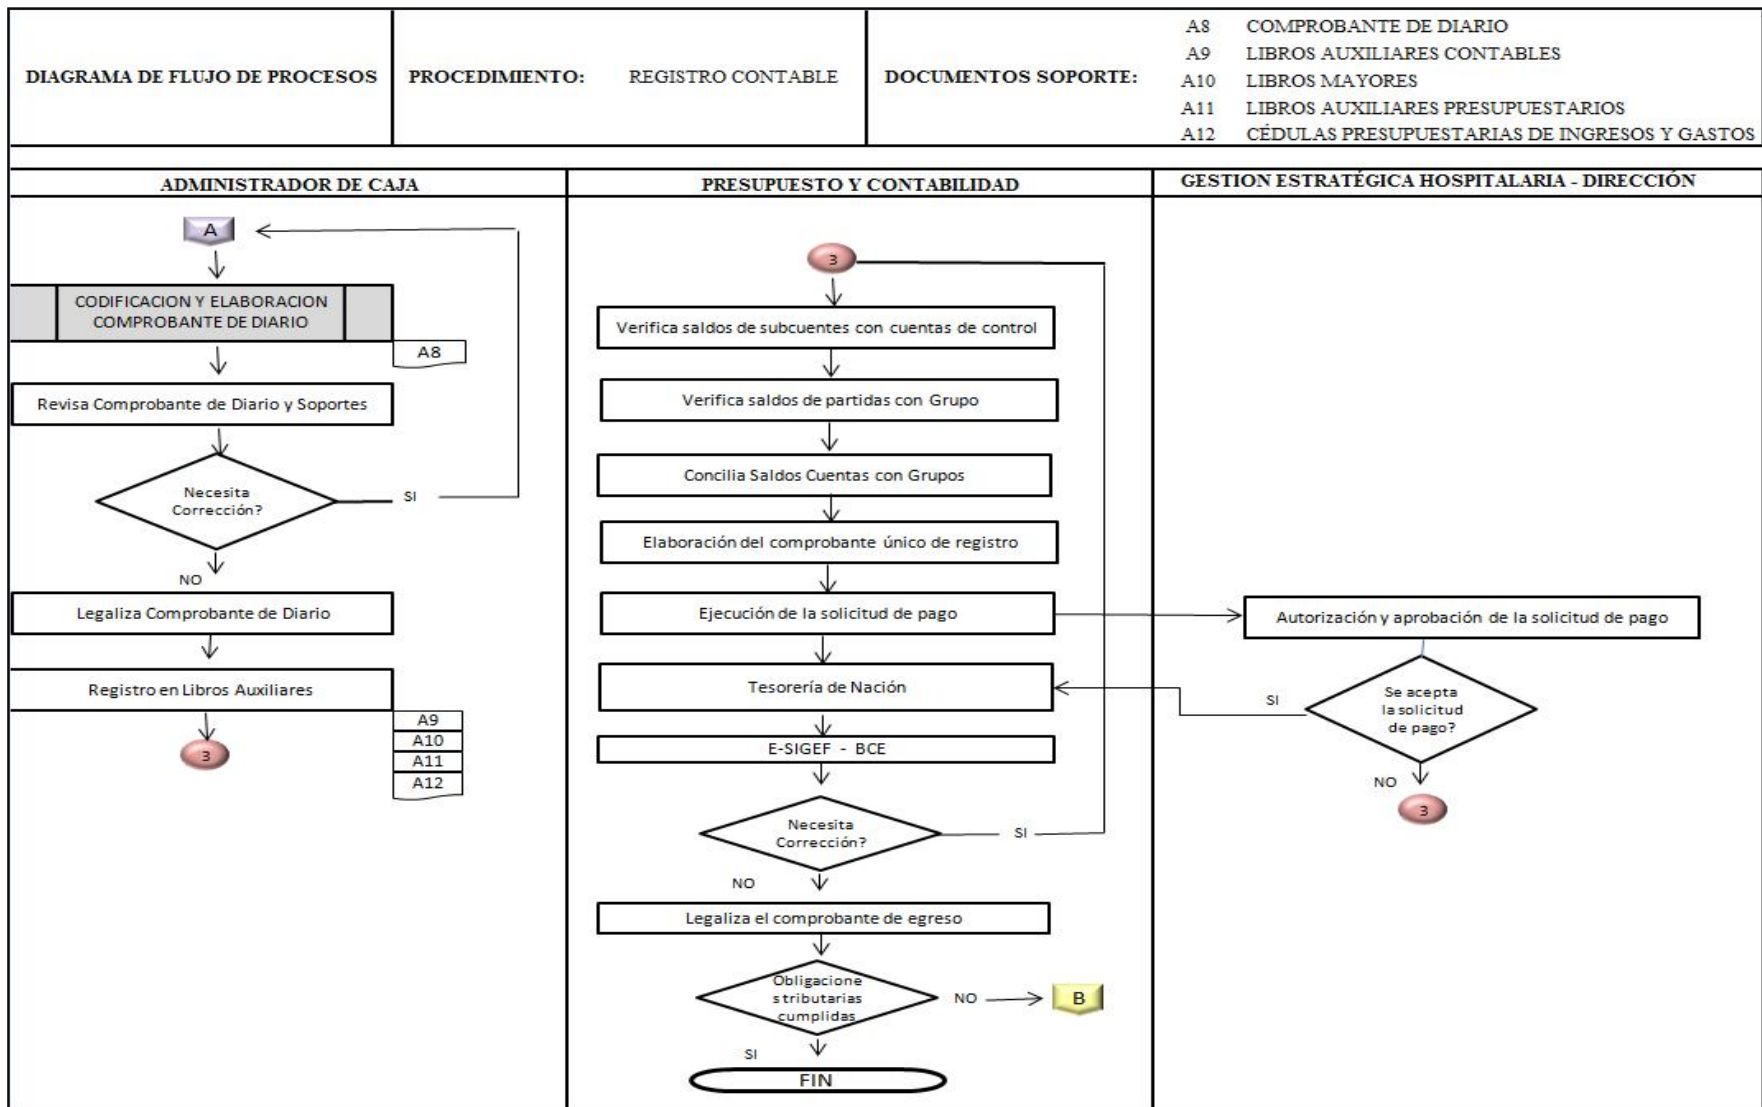 DIAGRAMA DE FLUJO DE PROCESOS
PROCEDIMIENTO:
REGISTRO CONTABLE
DOCUMENTOS SOPORTE:
A8 COMPROBANTE DE DIARIO
A9 LIBROS AUXILIARES CONTABLES
A10 LIBROS MAYORES
A11 LIBROS AUXILIARES PRESUPUESTARIOS
A12 CÉDULAS PRESUPUESTARIAS DE INGRESOS Y GASTOS
ADMINISTRADOR DE CAJA
A
CODIFICACION Y ELABORACION
COMPROBANTE DE DIARIO
A8
Revisa Comprobante de Diario y Soportes
Necesita
Corrección?
SI
NO
Legaliza Comprobante de Diario
Registro en Libros Auxiliares
A9
A10
A11
A12
3
PRESUPUESTO Y CONTABILIDAD
3
Verifica saldos de subcuentes con cuentas de control
Verifica saldos de partidas con Grupo
Concilia Saldos Cuentas con Grupos
Elaboración del comprobante único de registro
Ejecución de la solicitud de pago
Tesorería de Nación
E-SIGEF - BCE
Necesita
Corrección?
SI
NO
Legaliza el comprobante de egreso
Obligacione
s tributarias
cumplidas
NO
B
SI
FIN
GESTION ESTRATÉGICA HOSPITALARIA - DIRECCIÓN
Autorización y aprobación de la solicitud de pago
Se acepta
la solicitud
de pago?
SI
NO
3